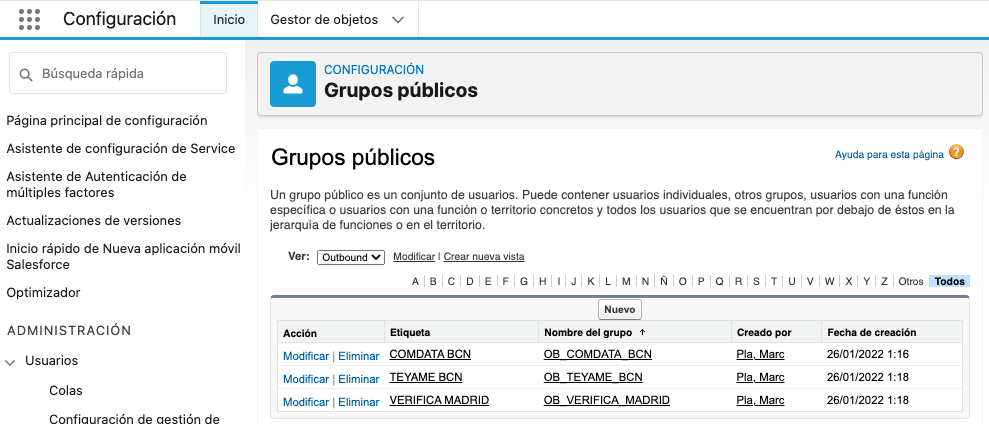 Configuración Inicio Gestor de objetos
Búsqueda rápida
Página principal de configuración
Asistente de configuración de Service
Asistente de Autenticación de
múltiples factores
Actualizaciones de versiones
Inicio rápido de Nueva aplicación móvil
Salesforce
Optimizador
ADMINISTRACIÓN
Usuarios
Colas
Configuración de gestión de
CONFIGURACIÓN
Grupos públicos
Grupos públicos
Ayuda para esta página ?
Un grupo público es un conjunto de usuarios. Puede contener usuarios individuales, otros grupos, usuarios con una función
específica o usuarios con una función o territorio concretos y todos los usuarios que se encuentran por debajo de éstos en la
jerarquía de funciones o en el territorio.
Ver: Outbound Modificar | Crear nueva vista
A | B | C | D | E | F | G | H | I | J | K | L | M | N | Ñ | O | P | Q | R | S | T | U | V | W | X | Y | Z | Otros Todos
Nuevo
Acción Etiqueta Nombre del grupo ↑ Creado por Fecha de creación
Modificar | Eliminar COMDATA BCN OB_COMDATA_BCN Pla, Marc 26/01/2022 1:16
Modificar | Eliminar TEYAME BCN OB_TEYAME_BCN Pla, Marc 26/01/2022 1:18
Modificar | Eliminar VERIFICA MADRID OB_VERIFICA_MADRID Pla, Marc 26/01/2022 1:18